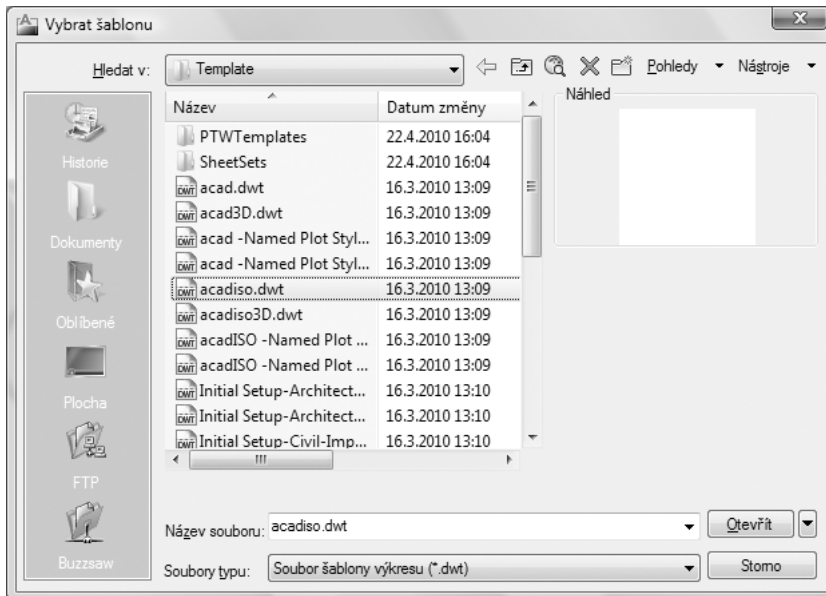 Vybrat šablonu
Hledat v: Template Pohledy Nástroje
Název Datum změny Náhled
PTWTemplates 22.4.2010 16:04
SheetSets 22.4.2010 16:04
acad.dwt 16.3.2010 13:09
acad3D.dwt 16.3.2010 13:09
acad -Named Plot Styl... 16.3.2010 13:09
acad -Named Plot Styl... 16.3.2010 13:09
acadiso.dwt 16.3.2010 13:09
acadiso3D.dwt 16.3.2010 13:09
acadISO -Named Plot ... 16.3.2010 13:09
acadISO -Named Plot ... 16.3.2010 13:09
Initial Setup-Architect... 16.3.2010 13:10
Initial Setup-Architect... 16.3.2010 13:10
Initial Setup-Civil-Imp... 16.3.2010 13:10
Historie
Dokumenty
Oblíbené
Plocha
FTP
Buzzsaw
Název souboru: acadiso.dwt Otevřít
Soubory typu: Soubor šablony výkresu (*.dwt) Storno